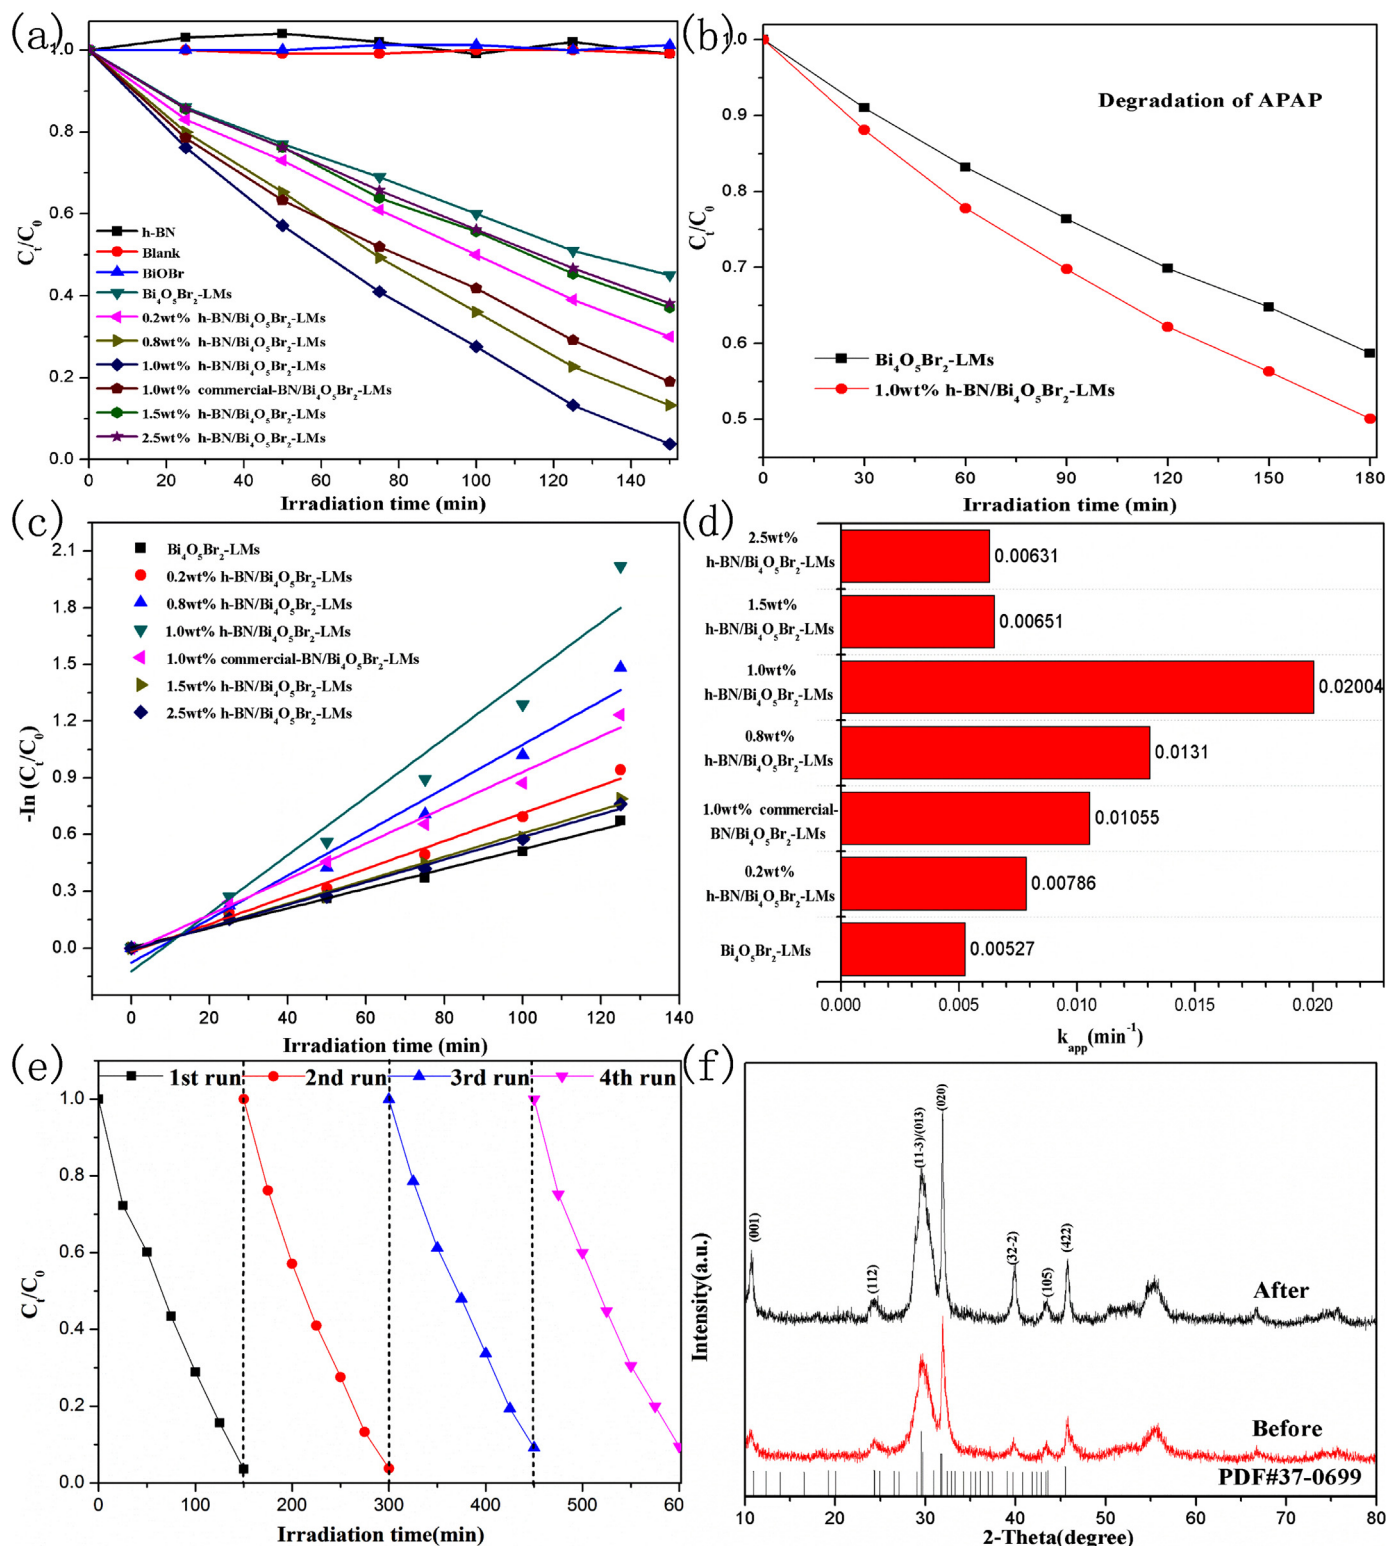 (a)
1.0
0.8
0.6
0.4
0.2
0.0
Cₜ/C₀
h-BN
Blank
BiOBr
Bi₄O₅Br₂-LMs
0.2wt% h-BN/Bi₄O₅Br₂-LMs
0.8wt% h-BN/Bi₄O₅Br₂-LMs
1.0wt% h-BN/Bi₄O₅Br₂-LMs
1.0wt% commercial-BN/Bi₄O₅Br₂-LMs
1.5wt% h-BN/Bi₄O₅Br₂-LMs
2.5wt% h-BN/Bi₄O₅Br₂-LMs
0 20 40 60 80 100 120 140
Irradiation time (min)
(b)
1.0
0.9
0.8
0.7
0.6
0.5
Cₜ/C₀
Degradation of APAP
Bi₄O₅Br₂-LMs
1.0wt% h-BN/Bi₄O₅Br₂-LMs
0 30 60 90 120 150 180
Irradiation time (min)
(c)
2.1
1.8
1.5
1.2
0.9
0.6
0.3
0.0
-ln (Cₜ/C₀)
Bi₄O₅Br₂-LMs
0.2wt% h-BN/Bi₄O₅Br₂-LMs
0.8wt% h-BN/Bi₄O₅Br₂-LMs
1.0wt% h-BN/Bi₄O₅Br₂-LMs
1.0wt% commercial-BN/Bi₄O₅Br₂-LMs
1.5wt% h-BN/Bi₄O₅Br₂-LMs
2.5wt% h-BN/Bi₄O₅Br₂-LMs
0 20 40 60 80 100 120 140
Irradiation time (min)
(d)
2.5wt%
h-BN/Bi₄O₅Br₂-LMs
0.00631
1.5wt%
h-BN/Bi₄O₅Br₂-LMs
0.00651
1.0wt%
h-BN/Bi₄O₅Br₂-LMs
0.02004
0.8wt%
h-BN/Bi₄O₅Br₂-LMs
0.0131
1.0wt% commercial-
BN/Bi₄O₅Br₂-LMs
0.01055
0.2wt%
h-BN/Bi₄O₅Br₂-LMs
0.00786
Bi₄O₅Br₂-LMs
0.00527
0.000 0.005 0.010 0.015 0.020
kₐₚₚ(min⁻¹)
(e)
1st run 2nd run 3rd run 4th run
1.0
0.8
0.6
0.4
0.2
0.0
Cₜ/C₀
0 100 200 300 400 500 600
Irradiation time(min)
(f)
Intensity(a.u.)
(001)
(112)
(11-3)/(013)
(020)
(32-2)
(105)
(422)
After
Before
PDF#37-0699
10 20 30 40 50 60 70 80
2-Theta(degree)